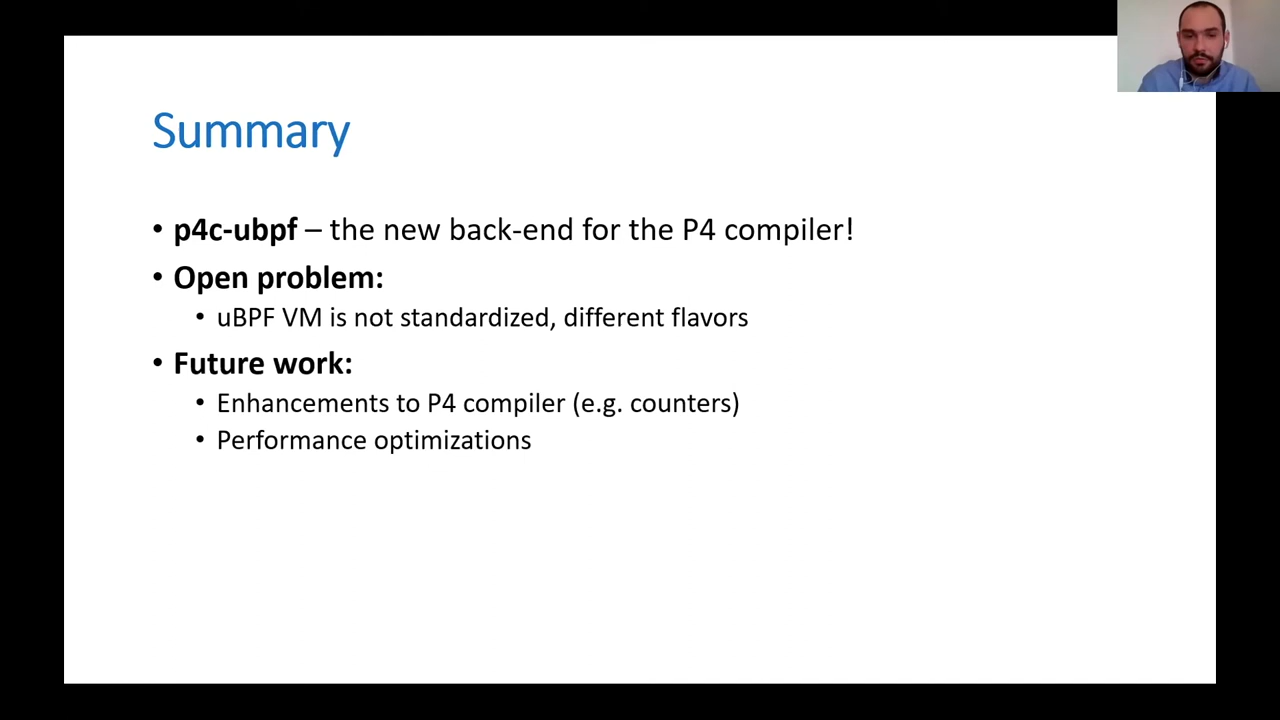 Summary
• p4c-ubpf – the new back-end for the P4 compiler!
• Open problem:
• uBPF VM is not standardized, different flavors
• Future work:
• Enhancements to P4 compiler (e.g. counters)
• Performance optimizations